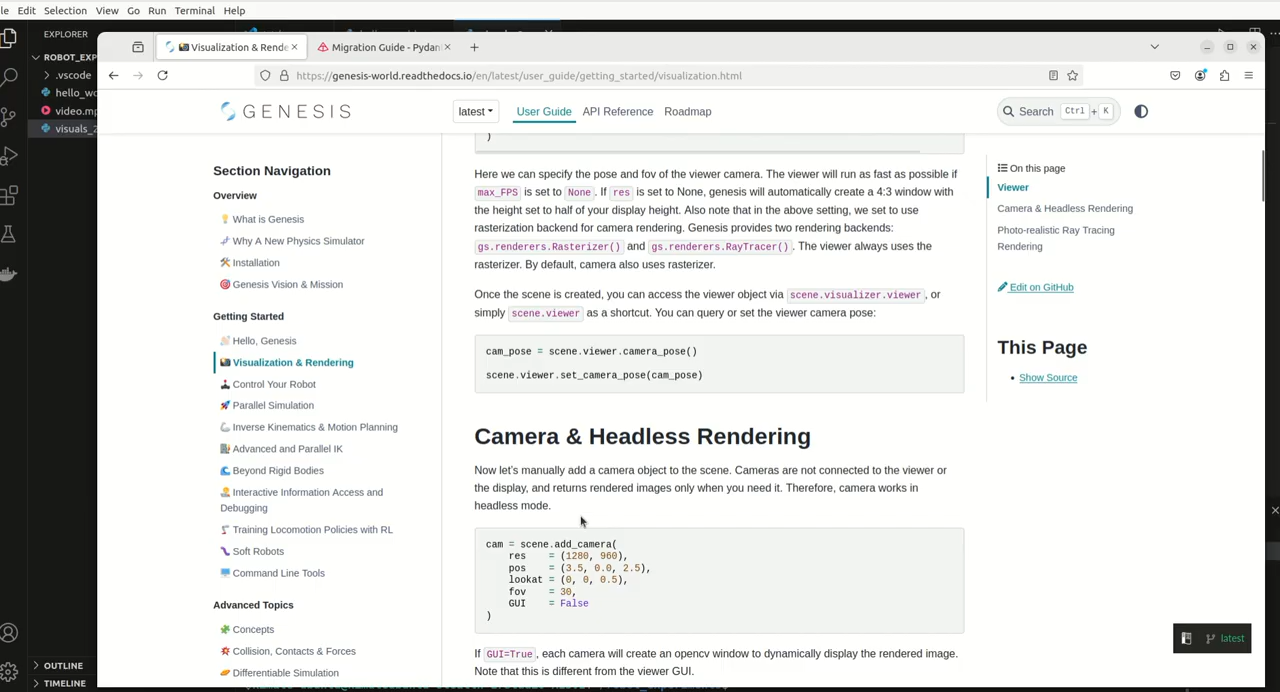 le Edit Selection View Go Run Terminal Help
EXPLORER
ROBOT_EXP
.vscode
hello_wo
video.mp
visuals_2
OUTLINE
TIMELINE
Visualization & Rende
Migration Guide - Pydan
https://genesis-world.readthedocs.io/en/latest/user_guide/getting_started/visualization.html
GENESIS
latest
User Guide
API Reference
Roadmap
Search Ctrl + K
Section Navigation
Overview
What is Genesis
Why A New Physics Simulator
Installation
Genesis Vision & Mission
Getting Started
Hello, Genesis
Visualization & Rendering
Control Your Robot
Parallel Simulation
Inverse Kinematics & Motion Planning
Advanced and Parallel IK
Beyond Rigid Bodies
Interactive Information Access and
Debugging
Training Locomotion Policies with RL
Soft Robots
Command Line Tools
Advanced Topics
Concepts
Collision, Contacts & Forces
Differentiable Simulation
)
Here we can specify the pose and fov of the viewer camera. The viewer will run as fast as possible if
max_FPS is set to None. If res is set to None, genesis will automatically create a 4:3 window with
the height set to half of your display height. Also note that in the above setting, we set to use
rasterization backend for camera rendering. Genesis provides two rendering backends:
gs.renderers.Rasterizer() and gs.renderers.RayTracer(). The viewer always uses the
rasterizer. By default, camera also uses rasterizer.
Once the scene is created, you can access the viewer object via scene.visualizer.viewer, or
simply scene.viewer as a shortcut. You can query or set the viewer camera pose:
cam_pose = scene.viewer.camera_pose()
scene.viewer.set_camera_pose(cam_pose)
Camera & Headless Rendering
Now let's manually add a camera object to the scene. Cameras are not connected to the viewer or
the display, and returns rendered images only when you need it. Therefore, camera works in
headless mode.
cam = scene.add_camera(
res = (1280, 960),
pos = (3.5, 0.0, 2.5),
lookat = (0, 0, 0.5),
fov = 30,
GUI = False
)
If GUI=True, each camera will create an opencv window to dynamically display the rendered image.
Note that this is different from the viewer GUI.
On this page
Viewer
Camera & Headless Rendering
Photo-realistic Ray Tracing
Rendering
Edit on GitHub
This Page
Show Source
latest